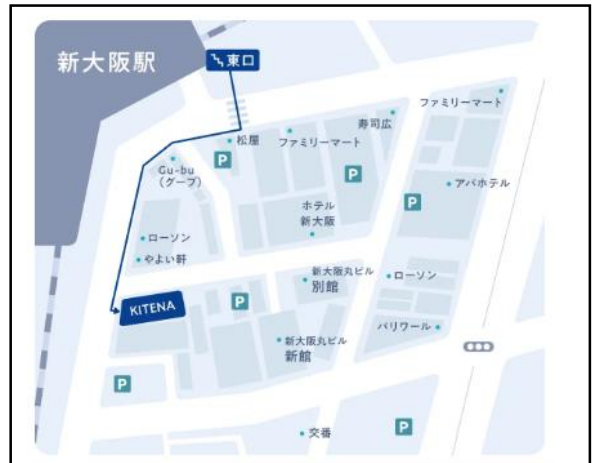 新大阪駅
東口
ファミリーマート
寿司広
松屋
ファミリーマート
Gu-bu
(グーブ)
P
P
アパホテル
P
ホテル
新大阪
ローソン
やよい軒
新大阪丸ビル
別館
ローソン
KITENA
P
バリワール
新大阪丸ビル
新館
P
交番
P